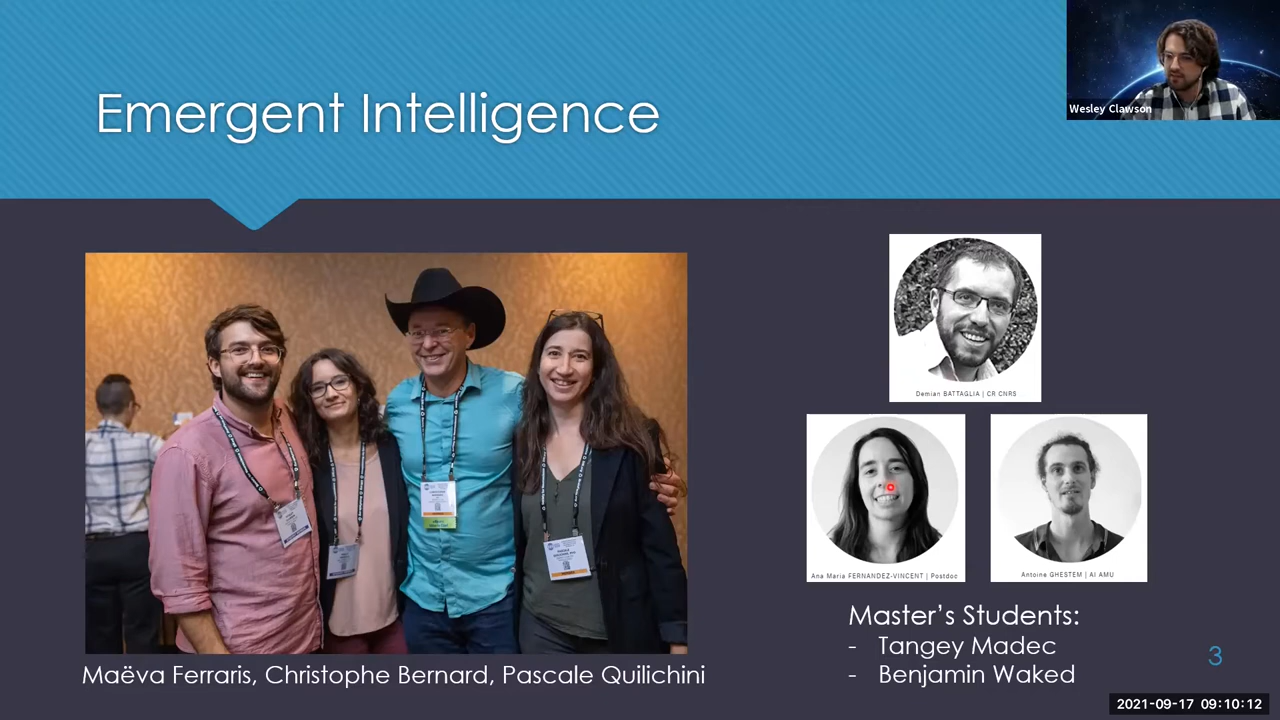 Emergent Intelligence
Wesley Clawson
Demian BATTAGLIA | CR CNRS
Ana Maria FERNANDEZ-VINCENT | Postdoc
Antoine GHESTEM | AI AMU
Maëva Ferraris, Christophe Bernard, Pascale Quilichini
Master's Students:
- Tangey Madec
- Benjamin Waked
3
2021-09-17 09:10:12